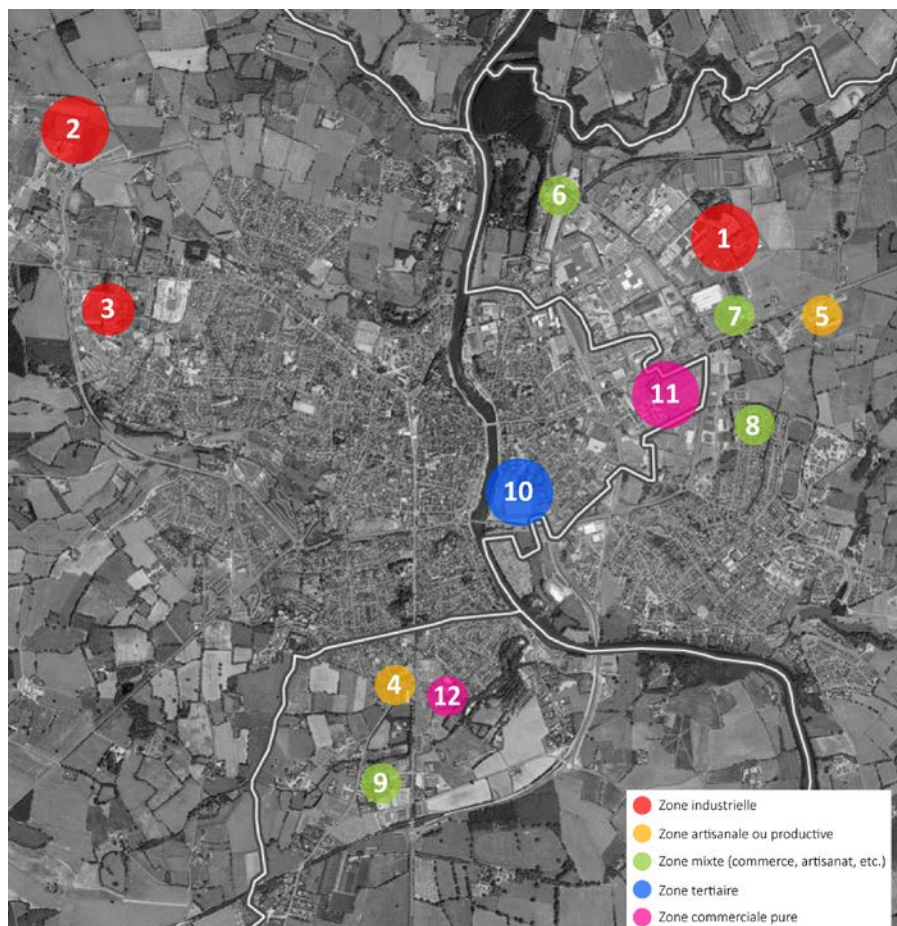 2
6
1
3
7
5
11
8
10
4
12
9
Zone industrielle
Zone artisanale ou productive
Zone mixte (commerce, artisanat, etc.)
Zone tertiaire
Zone commerciale pure